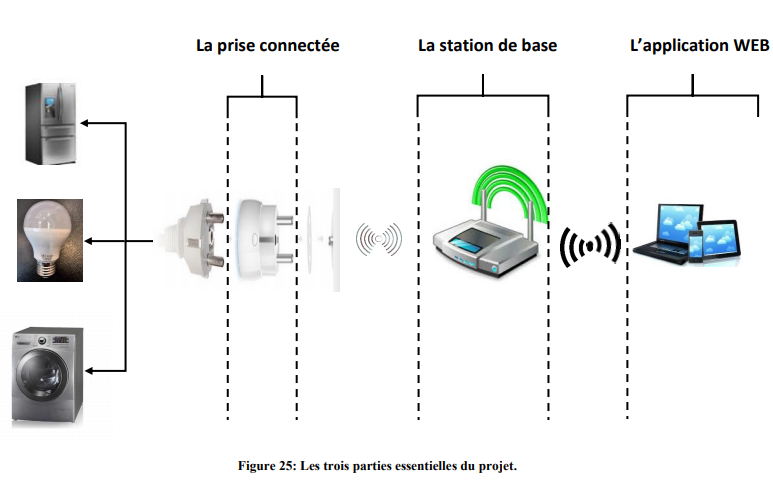 La prise connectée
La station de base
L'application WEB
Figure 25: Les trois parties essentielles du projet.